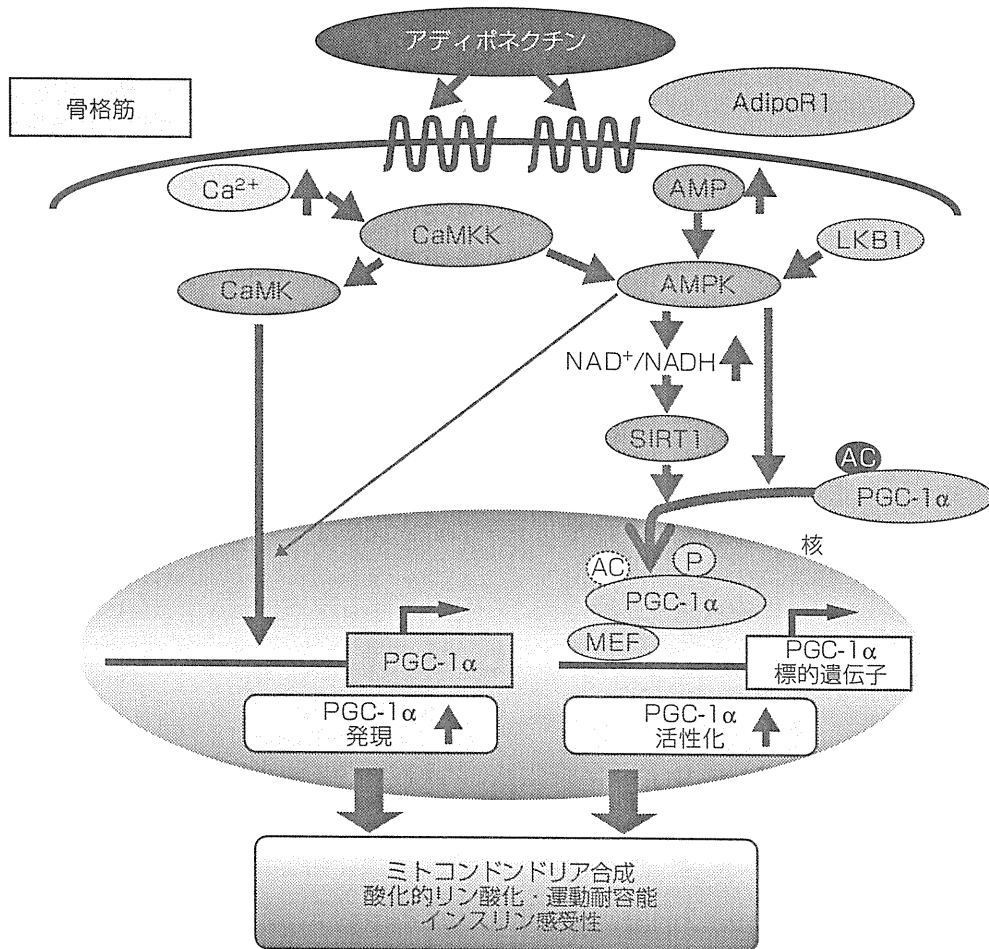 アディポネクチン
骨格筋
AdipoR1
Ca²⁺
AMP
CaMKK
LKB1
CaMK
AMPK
NAD⁺/NADH
SIRT1
AC
PGC-1α
核
AC
P
PGC-1α
MEF
PGC-1α
PGC-1α
標的遺伝子
PGC-1α
発現
PGC-1α
活性化
ミトコンドンドリア合成
酸化的リン酸化・運動耐容能
インスリン感受性